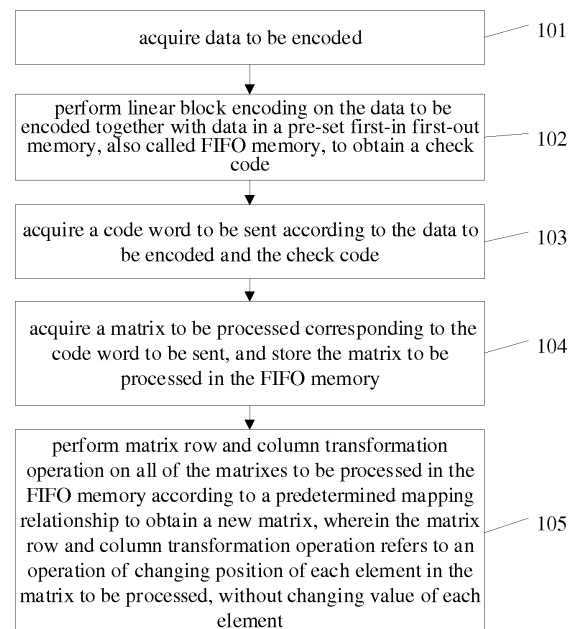 acquire data to be encoded
101
perform linear block encoding on the data to be
encoded together with data in a pre-set first-in first-out
memory, also called FIFO memory, to obtain a check
code
102
acquire a code word to be sent according to the data to
be encoded and the check code
103
acquire a matrix to be processed corresponding to the
code word to be sent, and store the matrix to be
processed in the FIFO memory
104
perform matrix row and column transformation
operation on all of the matrixes to be processed in the
FIFO memory according to a predetermined mapping
relationship to obtain a new matrix, wherein the matrix
row and column transformation operation refers to an
operation of changing position of each element in the
matrix to be processed, without changing value of each
element
105